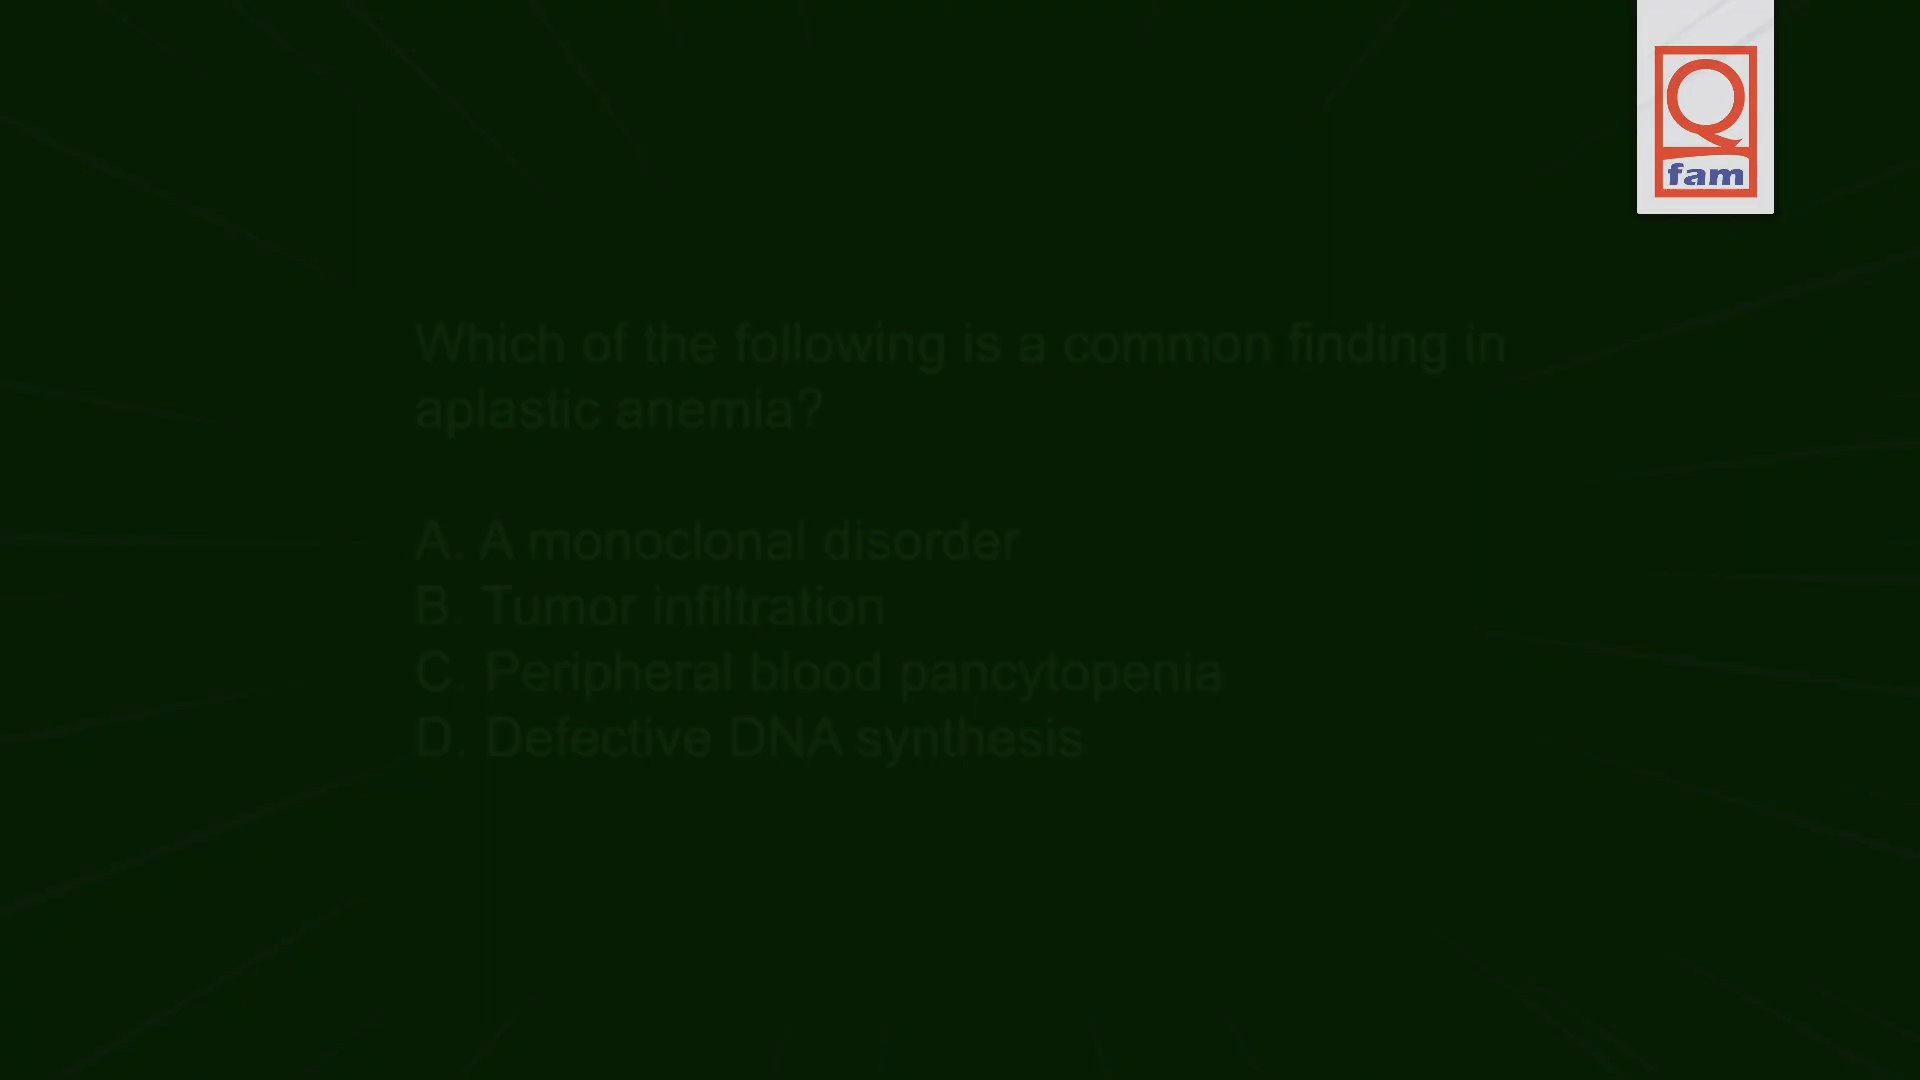 Q
fam
Which of the following is a common finding in
aplastic anemia?
A. A monoclonal disorder
B. Tumor infiltration
C. Peripheral blood pancytopenia
D. Defective DNA synthesis